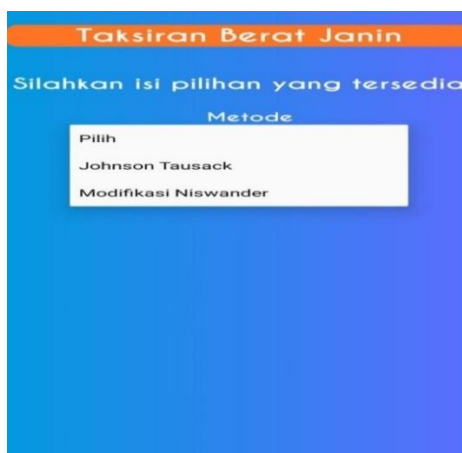 Taksiran Berat Janin
Silahkan isi pilihan yang tersedia
Metode
Pilih
Johnson Tausack
Modifikasi Niswander